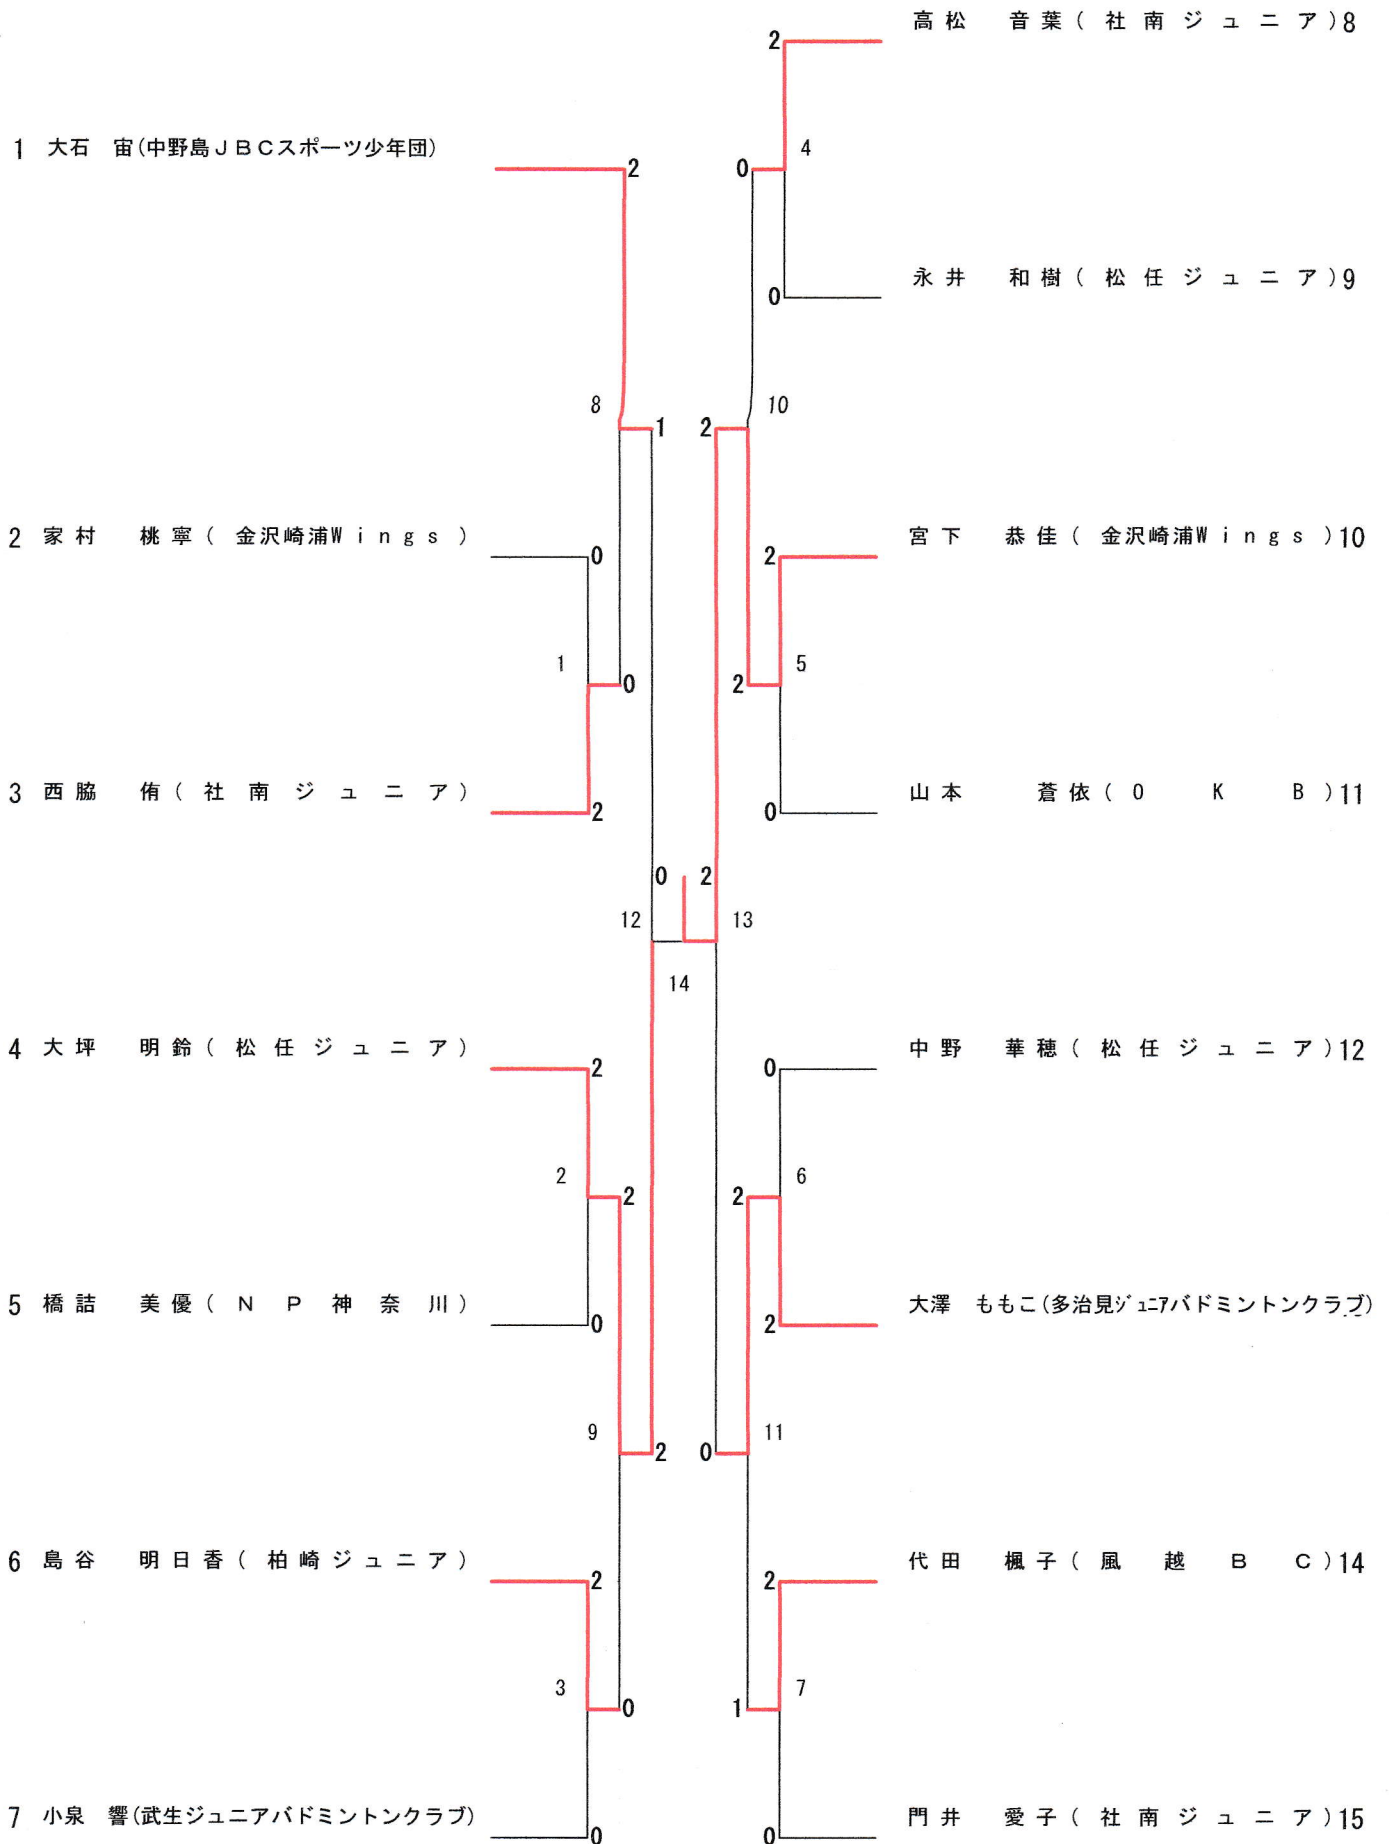 高松 音葉(社南ジュニア)8
2
1 大石 宙(中野島JBCスポーツ少年団)
4
2
0
永井 和樹(松任ジュニア)9
0
8
10
1
2
2 家村 桃寧(金沢崎浦Wings)
宮下 恭佳(金沢崎浦Wings)10
0
2
1
5
0
2
3 西脇 侑(社南ジュニア)
山本 蒼依(OKB)11
2
0
0
2
12
13
14
4 大坪 明鈴(松任ジュニア)
中野 華穂(松任ジュニア)12
2
0
2
6
2
2
5 橋詰 美優(NP神奈川)
大澤 ももこ(多治見ジュニアバドミントンクラブ)
0
2
9
11
2
0
6 島谷 明日香(柏崎ジュニア)
代田 楓子(風越BC)14
2
2
3
7
0
1
7 小泉 響(武生ジュニアバドミントンクラブ)
門井 愛子(社南ジュニア)15
0
0